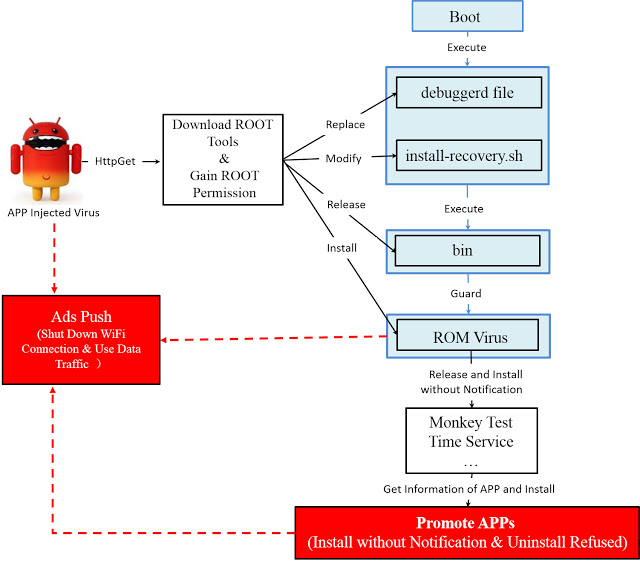 Boot
Execute
debuggerd file
Download ROOT
Tools
&
Gain ROOT
Permission
Replace
HttpGet
Modify
install-recovery.sh
APP Injected Virus
Release
Execute
Install
bin
Guard
Ads Push
(Shut Down WiFi
Connection & Use Data
Traffic )
ROM Virus
Release and Install
without Notification
Monkey Test
Time Service
...
Get Information of APP and Install
Promote APPs
(Install without Notification & Uninstall Refused)